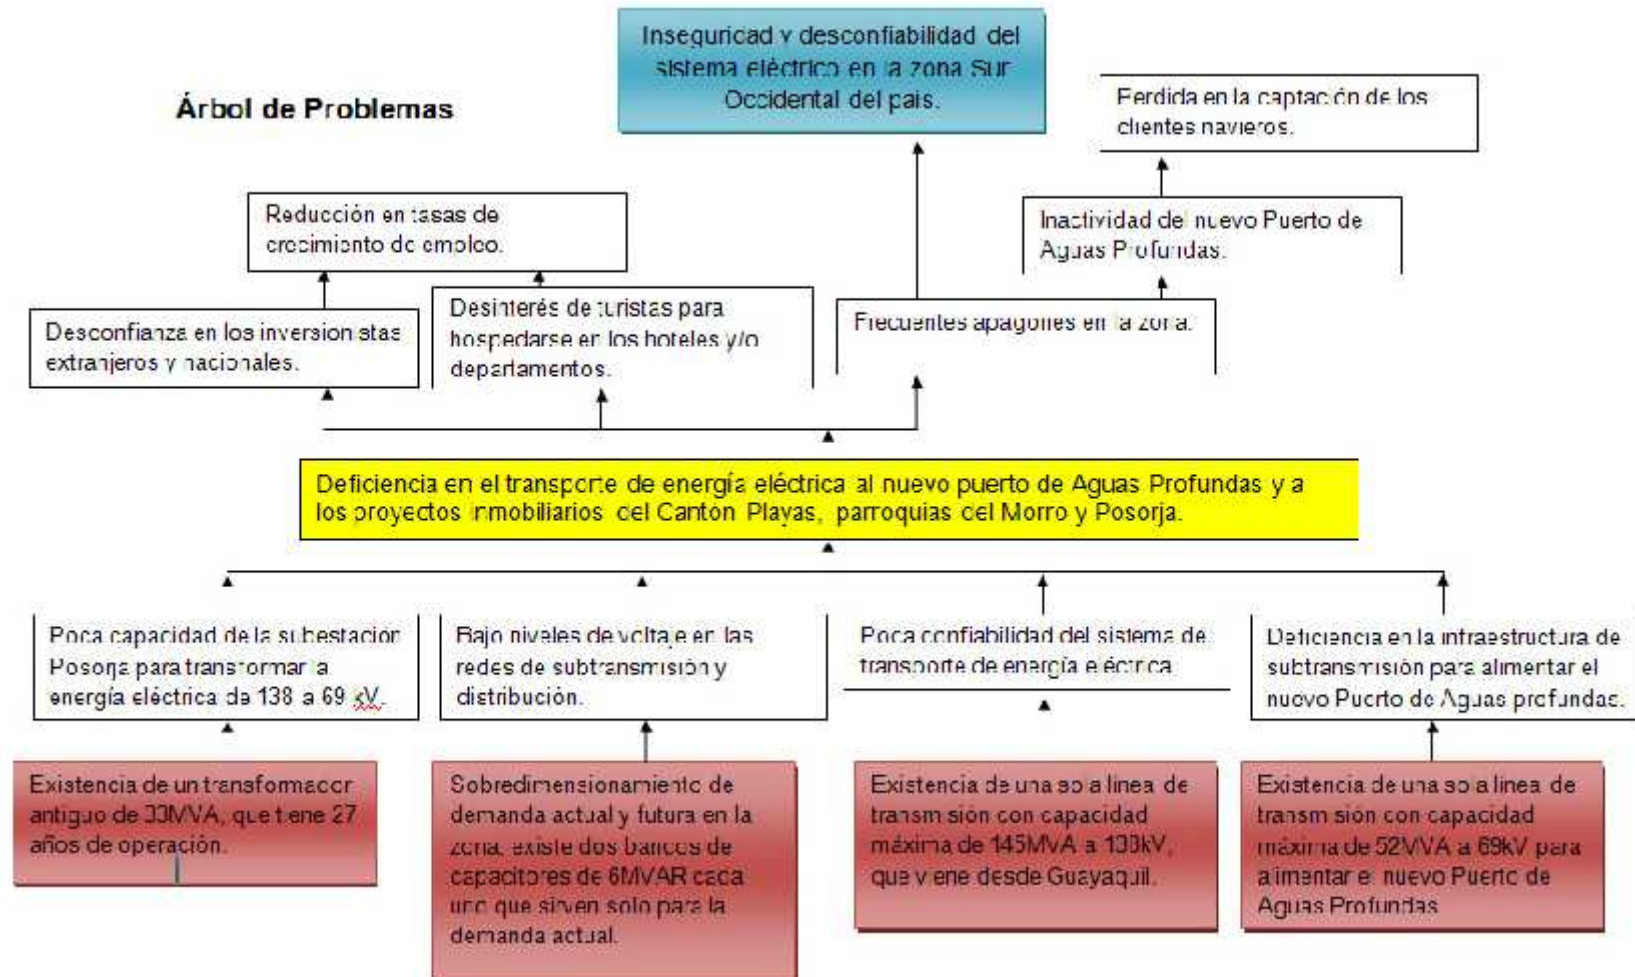 Inseguridad y desconfiabilidad del
sistema eléctrico en la zona Sur
Occidental del país.
Árbol de Problemas
Perdida en la captación de los
clientes navieros.
Reducción en tasas de
crecimiento de empleo.
Inactividad del nuevo Puerto de
Aguas Profundas.
Desconfianza en los inversionistas
extranjeros y nacionales.
Desinterés de turistas para
hospedarse en los hoteles y/o
departamentos.
Frecuentes apagones en la zona.
Deficiencia en el transporte de energía eléctrica al nuevo puerto de Aguas Profundas y a
los proyectos inmobiliarios del Cantón Playas, parroquias del Morro y Posorja.
Poca capacidad de la subestación
Posorja para transformar la
energía eléctrica de 138 a 69 kV.
Bajo niveles de voltaje en las
redes de subtransmisión y
distribución.
Poca confiabilidad del sistema de
transporte de energía eléctrica.
Deficiencia en la infraestructura de
subtransmisión para alimentar el
nuevo Puerto de Aguas profundas.
Existencia de un transformador
antiguo de 33MVA, que tiene 27
años de operación.
Sobredimensionamiento de
demanda actual y futura en la
zona, existe dos bancos de
capacitores de 6MVAR cada
uno que sirven solo para la
demanda actual.
Existencia de una sola linea de
transmisión con capacidad
máxima de 145MVA a 138kV,
que viene desde Guayaquil.
Existencia de una sola linea de
transmisión con capacidad
máxima de 52MVA a 69kV para
alimentar el nuevo Puerto de
Aguas Profundas